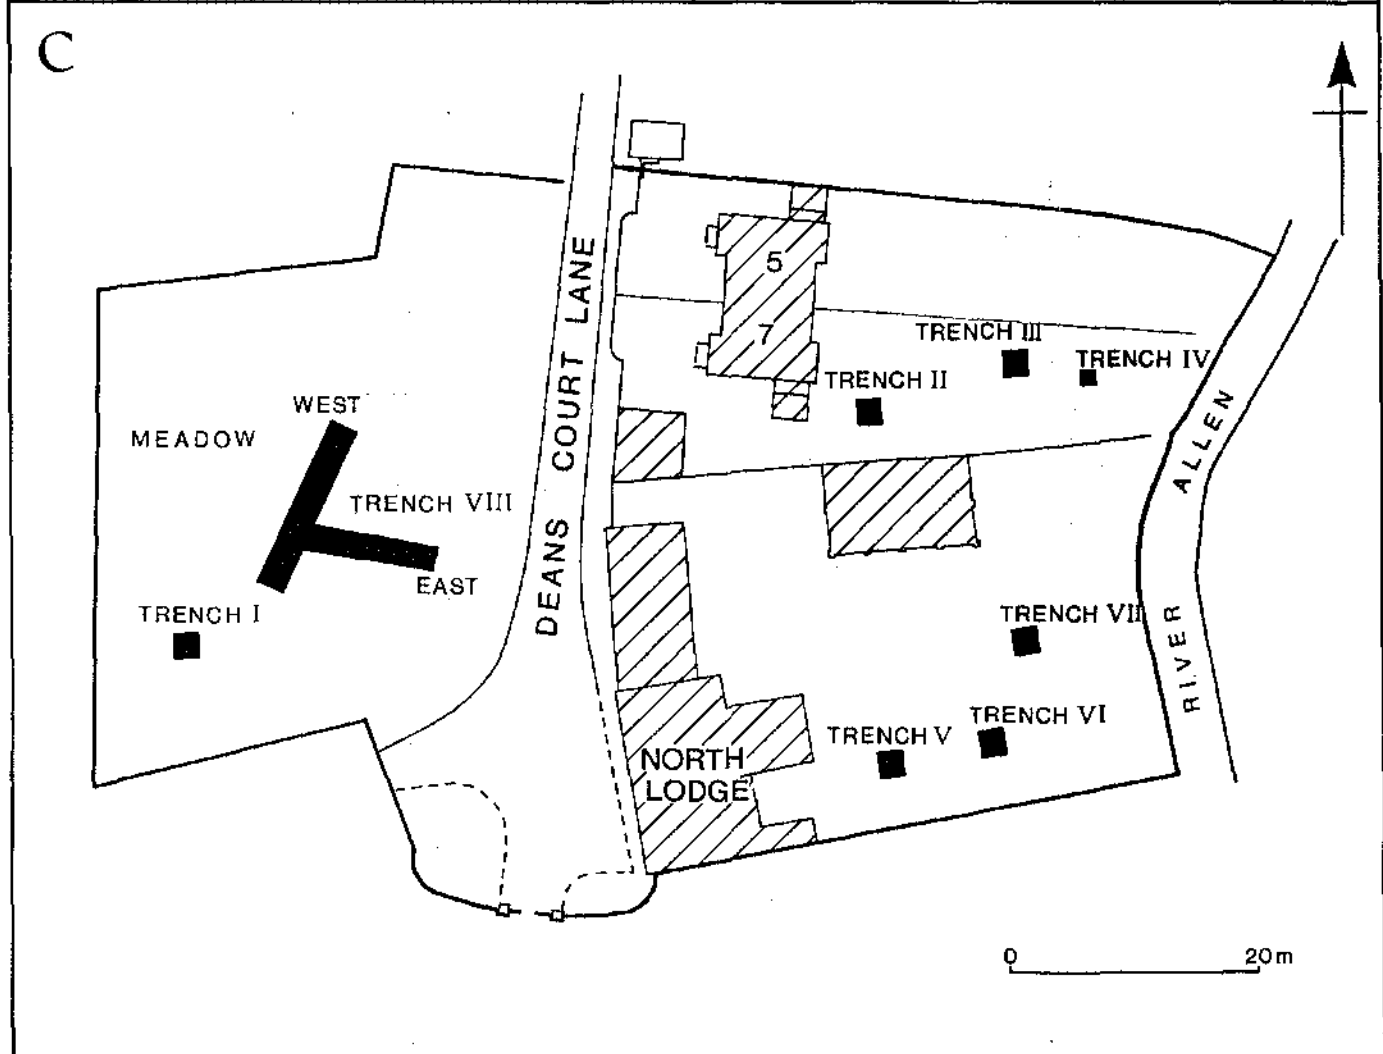 C
DEANS COURT LANE
5
7
TRENCH III
TRENCH IV
TRENCH II
WEST
MEADOW
TRENCH VIII
EAST
TRENCH I
RIVER ALLEN
TRENCH VII
TRENCH VI
TRENCH V
NORTH
LODGE
0 20m